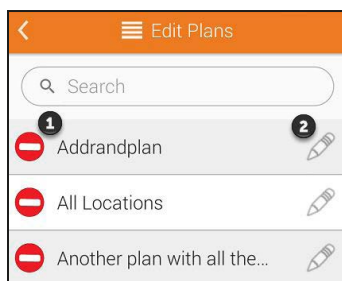 Edit Plans
Search
1 2
Addrandplan
All Locations
Another plan with all the...